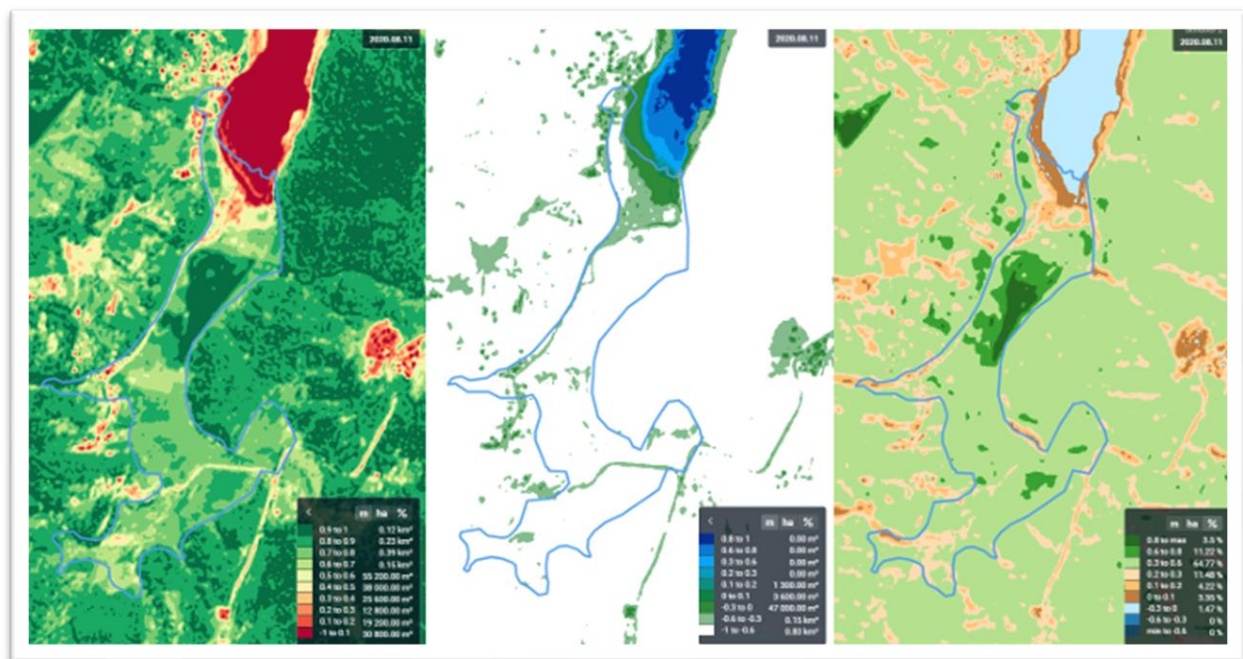 2020.08.11
m ha %
0.9 to 1 0.12 km²
0.8 to 0.9 0.23 km²
0.7 to 0.8 0.39 km²
0.6 to 0.7 0.15 km²
0.5 to 0.6 55 200.00 m²
0.4 to 0.5 38 000.00 m²
0.3 to 0.4 25 600.00 m²
0.2 to 0.3 12 800.00 m²
0.1 to 0.2 19 200.00 m²
-1 to 0.1 30 800.00 m²
2020.08.11
m ha %
0.8 to 1 0.00 m²
0.6 to 0.8 0.00 m²
0.3 to 0.6 0.00 m²
0.2 to 0.3 0.00 m²
0.1 to 0.2 1 200.00 m²
0 to 0.1 3 600.00 m²
-0.3 to 0 47 000.00 m²
-0.6 to -0.3 0.15 km²
-1 to -0.6 0.83 km²
2020.08.11
m ha %
0.8 to max 3.5 %
0.6 to 0.8 11.22 %
0.3 to 0.6 64.77 %
0.2 to 0.3 11.48 %
0.1 to 0.2 4.22 %
0 to 0.1 3.35 %
-0.3 to 0 1.47 %
-0.6 to -0.3 0 %
min to -0.6 0 %